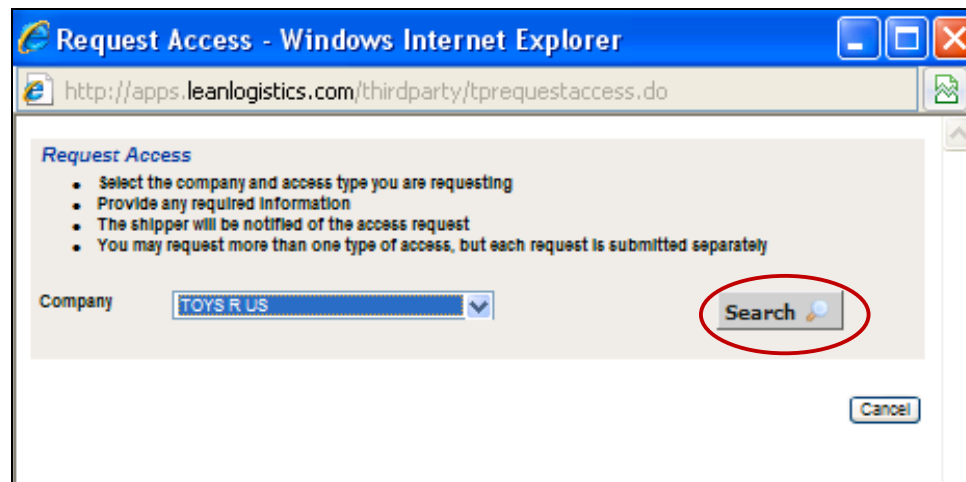 Request Access - Windows Internet Explorer
http://apps.leanlogistics.com/thirdparty/tprequestaccess.do
Request Access
• Select the company and access type you are requesting
• Provide any required information
• The shipper will be notified of the access request
• You may request more than one type of access, but each request is submitted separately
Company TOYS R US Search
Cancel